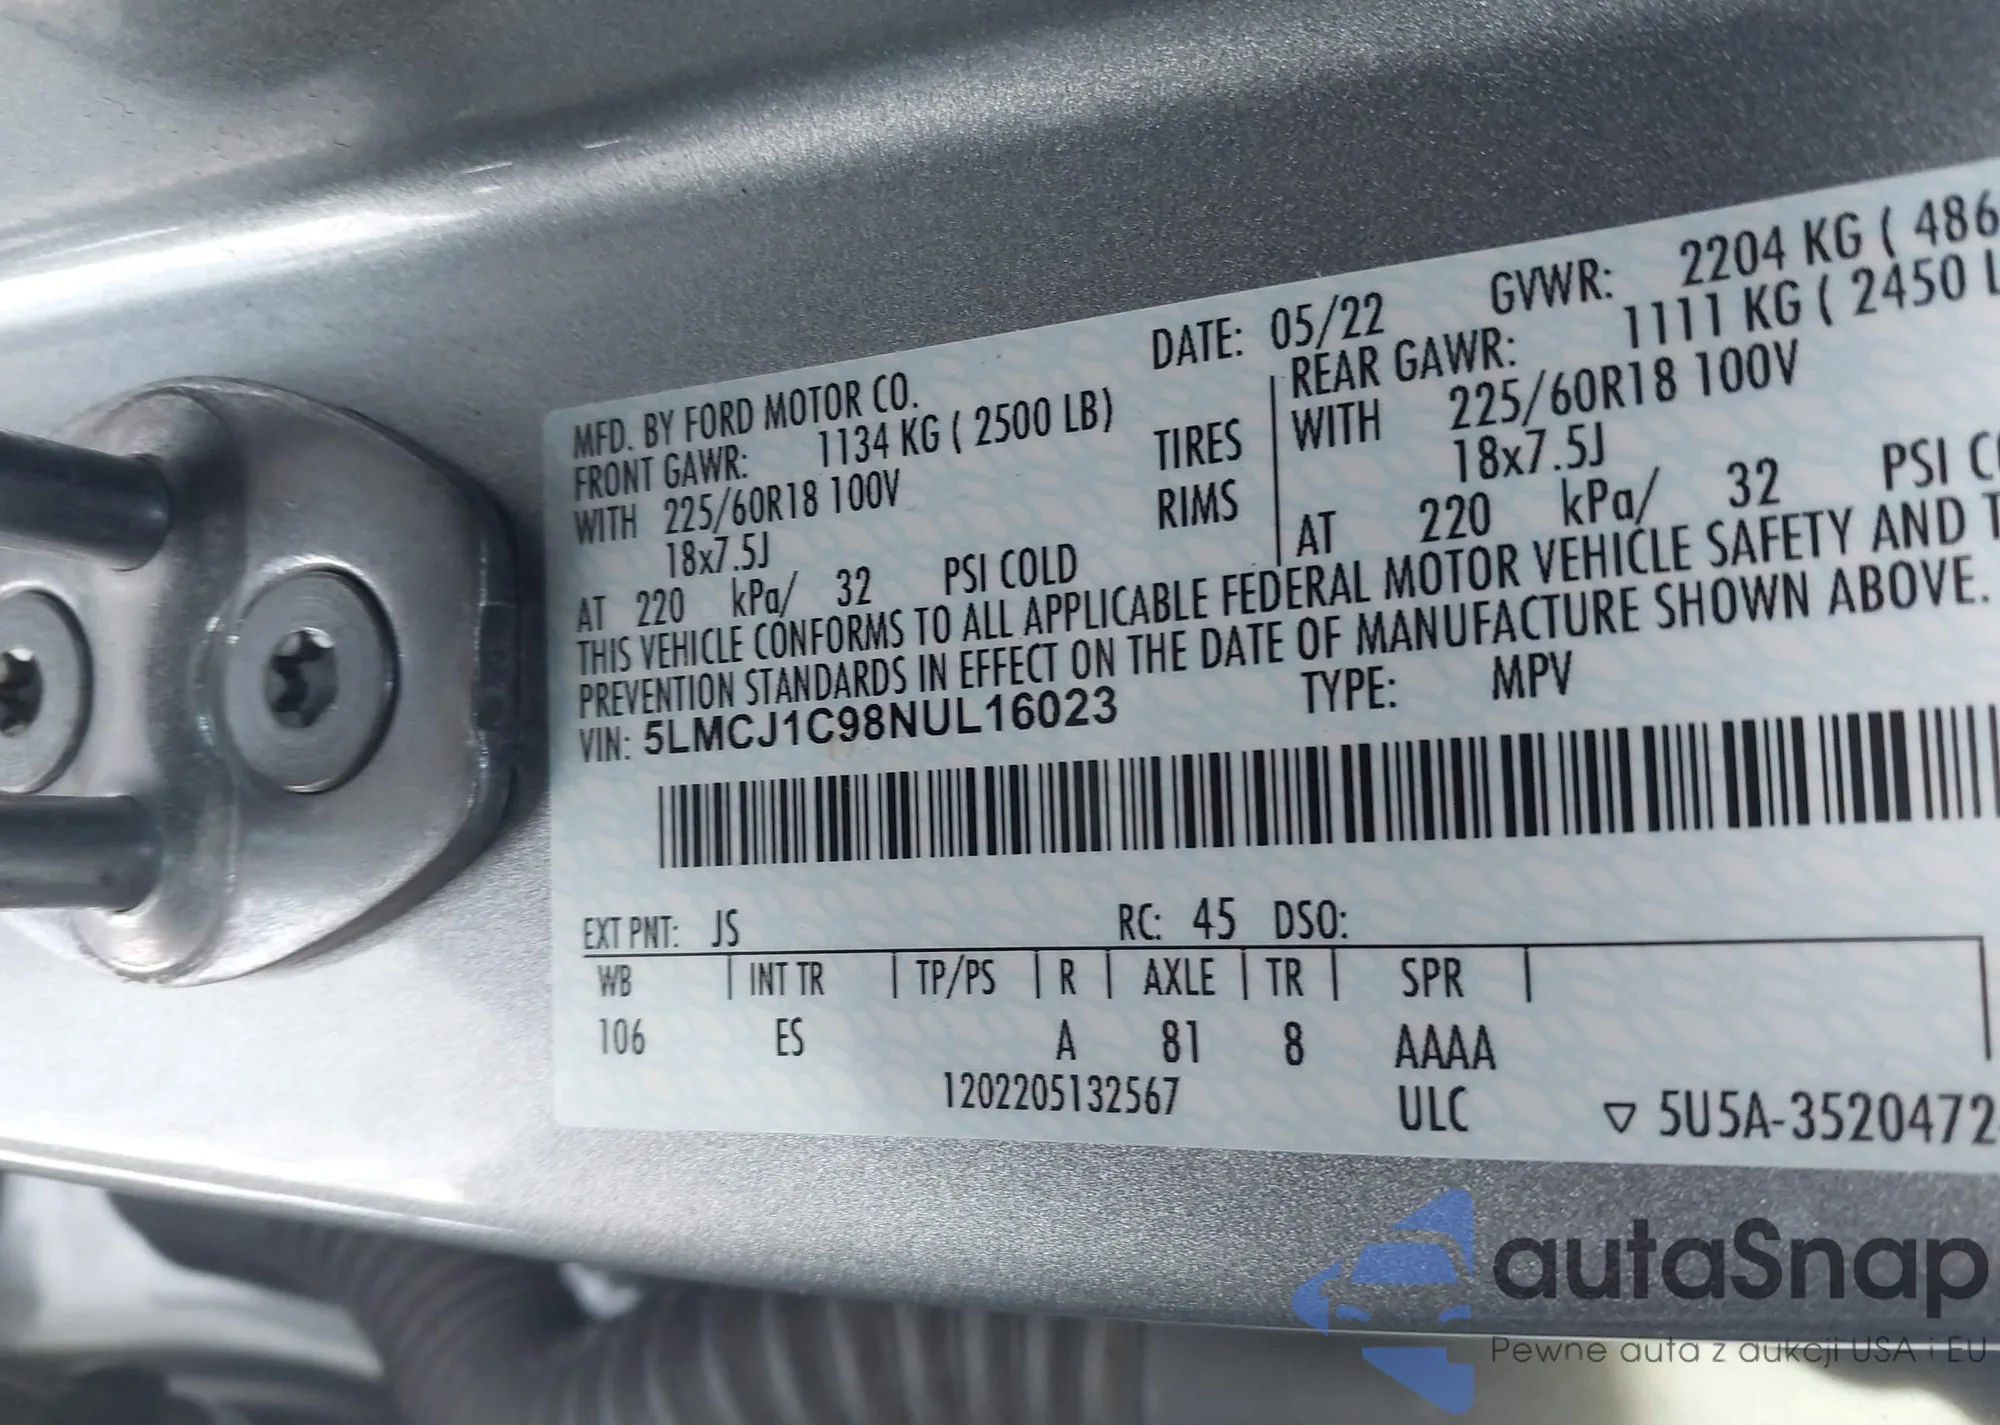 MFD. BY FORD MOTOR CO. DATE: 05/22 GVWR: 2204 KG ( 486
FRONT GAWR: 1134 KG ( 2500 LB) REAR GAWR: 1111 KG ( 2450 L
WITH 225/60R18 100V TIRES WITH 225/60R18 100V
18x7.5J RIMS 18x7.5J
AT 220 kPa/ 32 PSI COLD AT 220 kPa/ 32 PSI CO
THIS VEHICLE CONFORMS TO ALL APPLICABLE FEDERAL MOTOR VEHICLE SAFETY AND T
PREVENTION STANDARDS IN EFFECT ON THE DATE OF MANUFACTURE SHOWN ABOVE.
VIN: 5LMCJ1C98NUL16023 TYPE: MPV
EXT PNT: JS RC: 45 DSO:
WB INT TR TP/PS R AXLE TR SPR
106 ES A 81 8 AAAA
1202205132567 ULC ▽ 5U5A-3520472-
autaSnap
Pewne auta z aukcji USA i EU